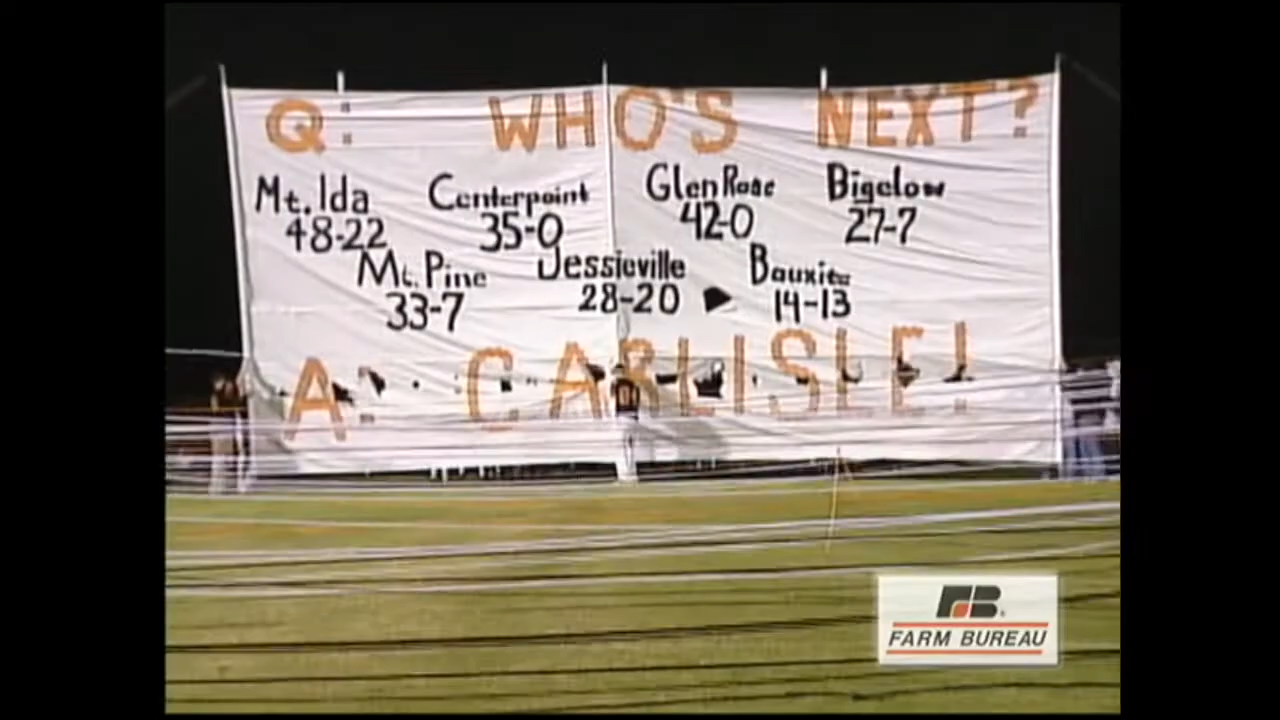 Q: WHO'S NEXT?
Mt. Ida Centerpoint Glen Rose Bigelow
48-22 35-0 42-0 27-7
Mt. Pine Jessieville Bauxite
33-7 28-20 14-13
A: CARLISLE!
FB
FARM BUREAU